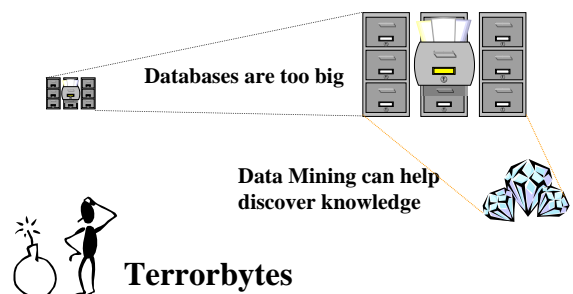 Databases are too big
Data Mining can help
discover knowledge
Terrorbytes